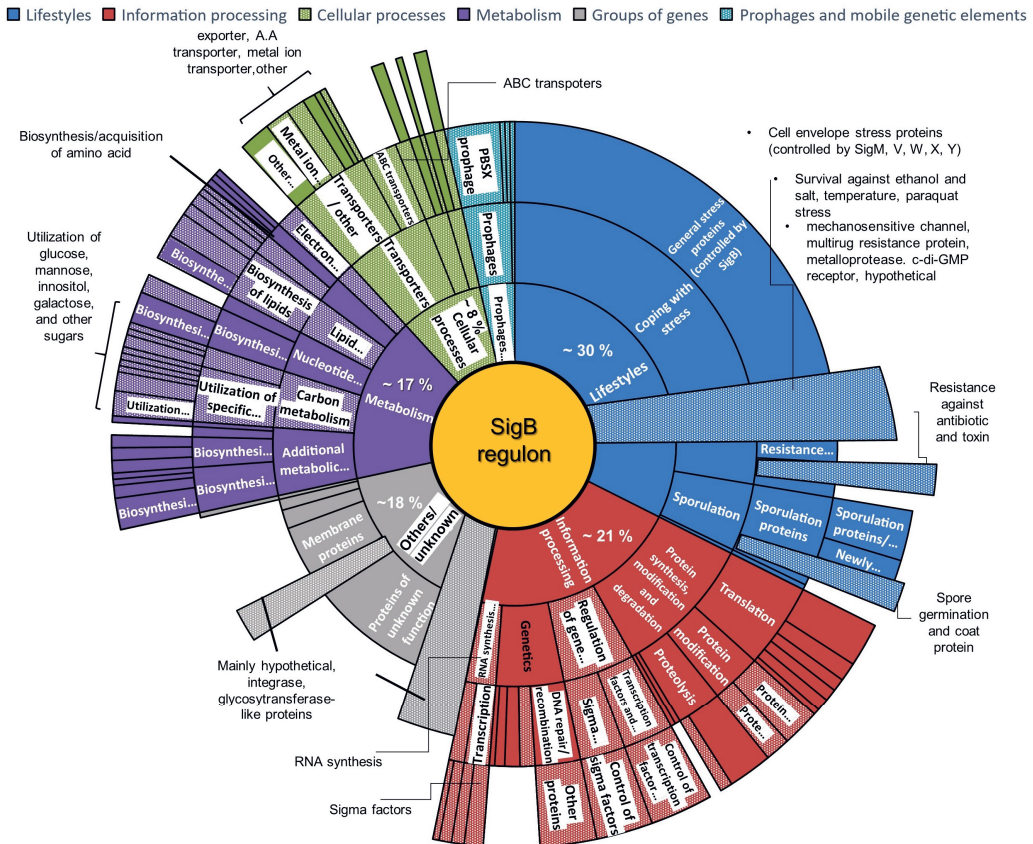 Lifestyles
Information processing
Cellular processes
Metabolism
Groups of genes
Prophages and mobile genetic elements
exporter, A.A
transporter, metal ion
transporter,other
ABC transpoters
Biosynthesis/acquisition
of amino acid
Utilization of
glucose,
mannose,
innositol,
galactose,
and other
sugars
• Cell envelope stress proteins
(controlled by SigM, V, W, X, Y)
• Survival against ethanol and
salt, temperature, paraquat
stress
• mechanosensitive channel,
multirug resistance protein,
metalloprotease. c-di-GMP
receptor, hypothetical
Resistance
against
antibiotic
and toxin
Spore
germination
and coat
protein
Mainly hypothetical,
integrase,
glycosytransferase-
like proteins
RNA synthesis
Sigma factors
SigB
regulon
~ 30 %
Lifestyles
Coping with
stress
General stress
proteins
(controlled by
SigB)
Resistance...
Sporulation
Sporulation
proteins
Sporulation
proteins/...
Newly...
~ 21 %
Information
processing
Protein
synthesis,
modification
and
degradation
Translation
Protein
modification
Proteolysis
Protein...
Prote...
Regulation
of gene...
Transcription
factors and...
Sigma...
Control of
transcription
factor...
Control of
sigma factors
Genetics
DNA repair/
recombination
Other
proteins
RNA synthesis...
Transcription
~18 %
Others/
unknown
Proteins of
unknown
function
Membrane
proteins
~ 17 %
Metabolism
Additional
metabolic...
Biosynthesi...
Biosynthesi...
Biosynthesi...
Carbon
metabolism
Utilization of
specific...
Utilization...
Nucleotide...
Biosynthesi...
Biosynthesi...
Lipid...
Biosynthesis
of lipids
Biosynthe...
Electron...
~ 8 %
Cellular
processes
Transporters
Transporters
/ other
ABC transporters
Metal ion...
Other...
Prophages...
Prophages
PBSX
prophage